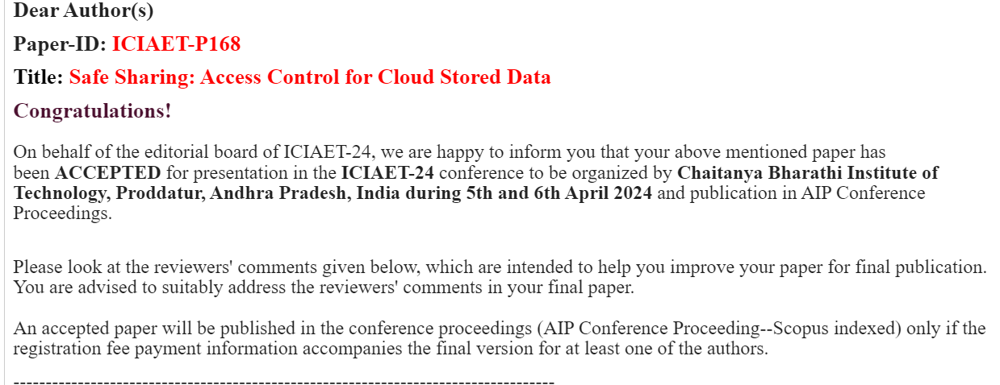 Dear Author(s)
Paper-ID: ICIAET-P168
Title: Safe Sharing: Access Control for Cloud Stored Data
Congratulations!
On behalf of the editorial board of ICIAET-24, we are happy to inform you that your above mentioned paper has
been ACCEPTED for presentation in the ICIAET-24 conference to be organized by Chaitanya Bharathi Institute of
Technology, Proddatur, Andhra Pradesh, India during 5th and 6th April 2024 and publication in AIP Conference
Proceedings.
Please look at the reviewers' comments given below, which are intended to help you improve your paper for final publication.
You are advised to suitably address the reviewers' comments in your final paper.
An accepted paper will be published in the conference proceedings (AIP Conference Proceeding--Scopus indexed) only if the
registration fee payment information accompanies the final version for at least one of the authors.
------------------------------------------------------------------------------------